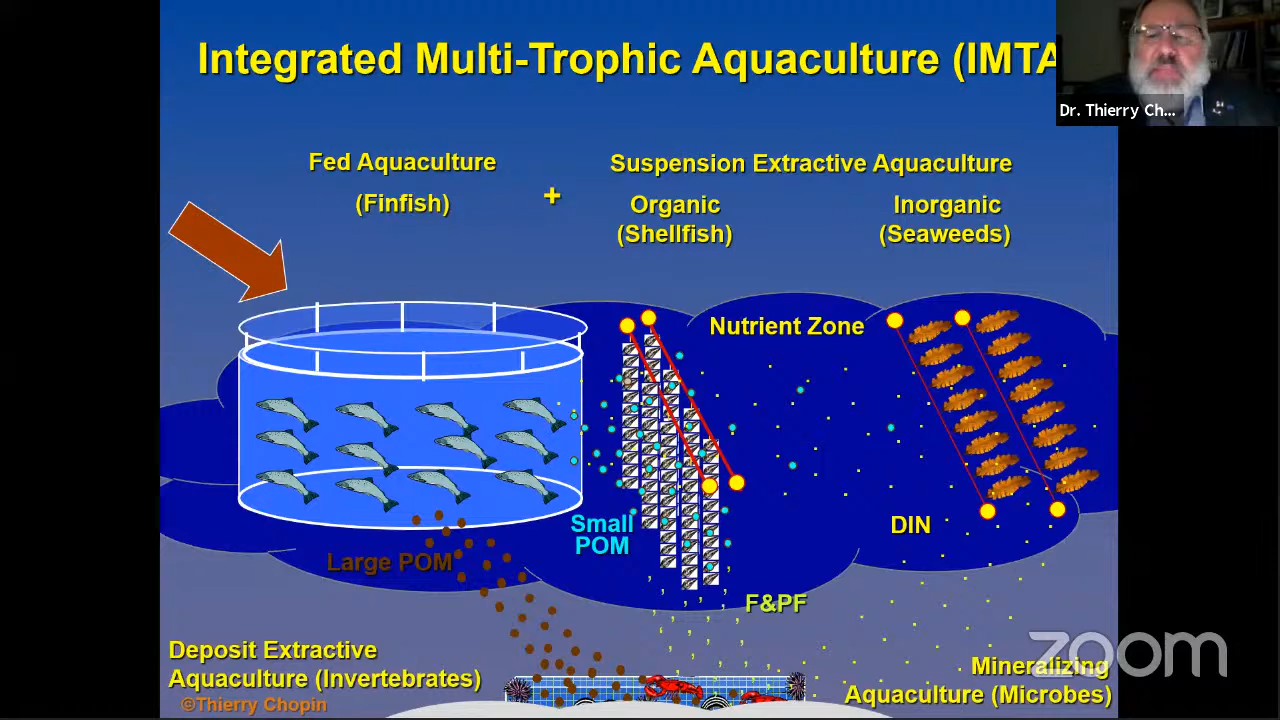 Integrated Multi-Trophic Aquaculture (IMTA
Dr. Thierry Ch...
Fed Aquaculture
(Finfish)
+
Suspension Extractive Aquaculture
Organic
(Shellfish)
Inorganic
(Seaweeds)
Nutrient Zone
Small
POM
DIN
Large POM
F&PF
Deposit Extractive
Aquaculture (Invertebrates)
Mineralizing
Aquaculture (Microbes)
©Thierry Chopin
zoom